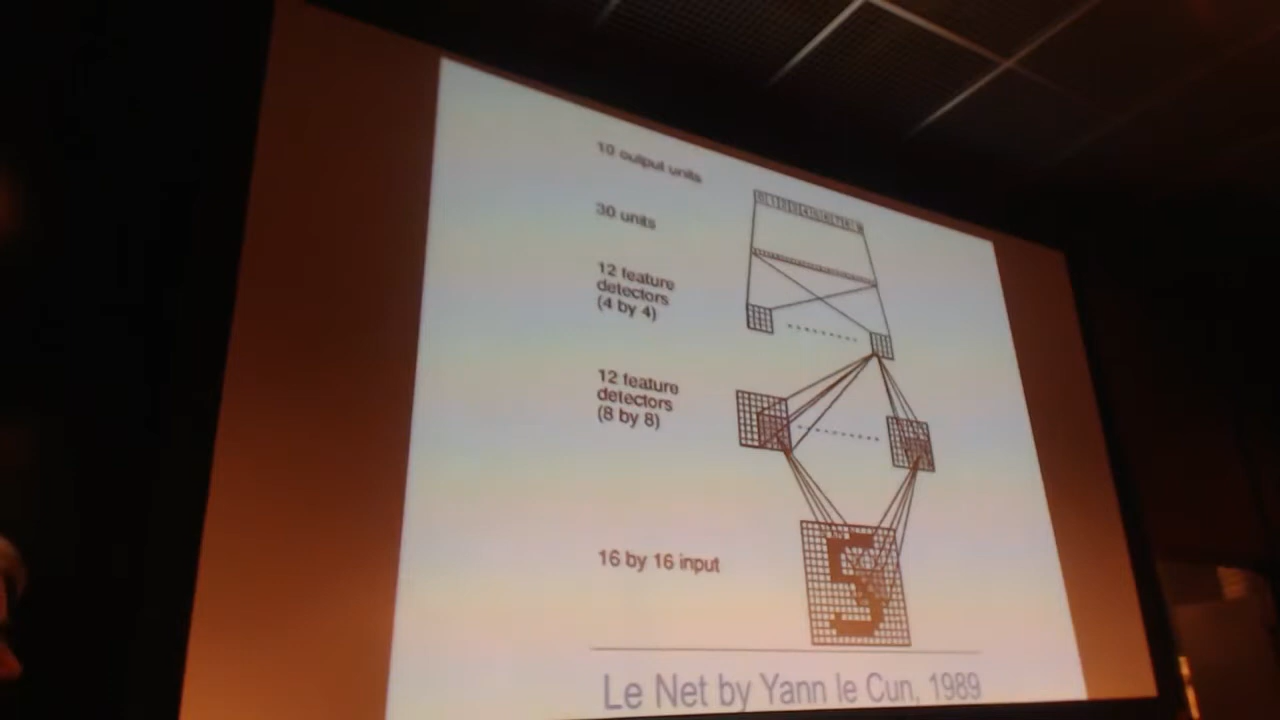 10 output units
30 units
12 feature
detectors
(4 by 4)
12 feature
detectors
(8 by 8)
16 by 16 input
Le Net by Yann le Cun, 1989